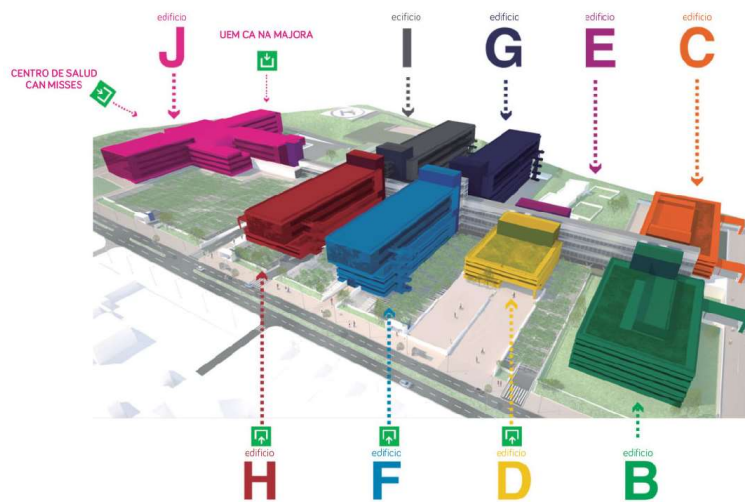 edificio
J
UEM CA NA MAJORA
ecificio
I
edificio
G
edificio
E
edificio
C
CENTRO DE SALUD
CAN MISSES
H
edificio
H
edificio
F
edificio
D
edificio
B